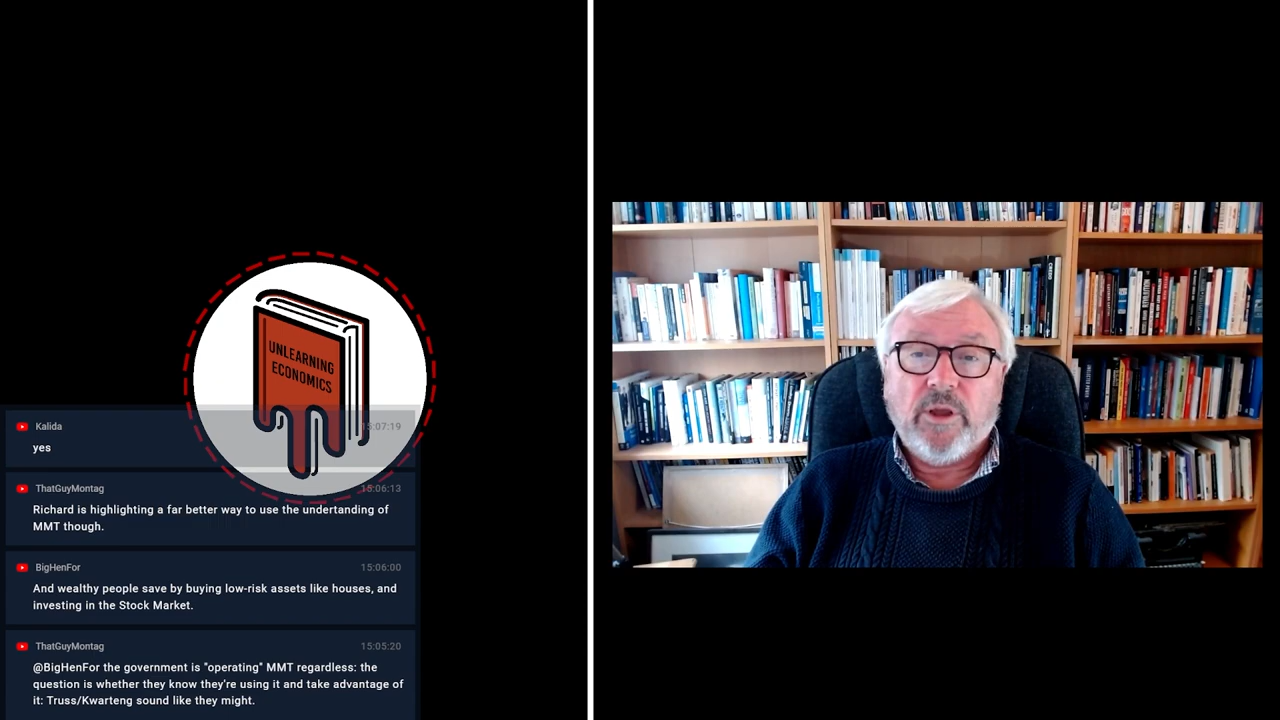 UNLEARNING
ECONOMICS
Kalida
yes
ThatGuyMontag 15:06:13
Richard is highlighting a far better way to use the undertanding of
MMT though.
BigHenFor 15:06:00
And wealthy people save by buying low-risk assets like houses, and
investing in the Stock Market.
ThatGuyMontag 15:05:20
@BigHenFor the government is "operating" MMT regardless: the
question is whether they know they're using it and take advantage of
it: Truss/Kwarteng sound like they might.